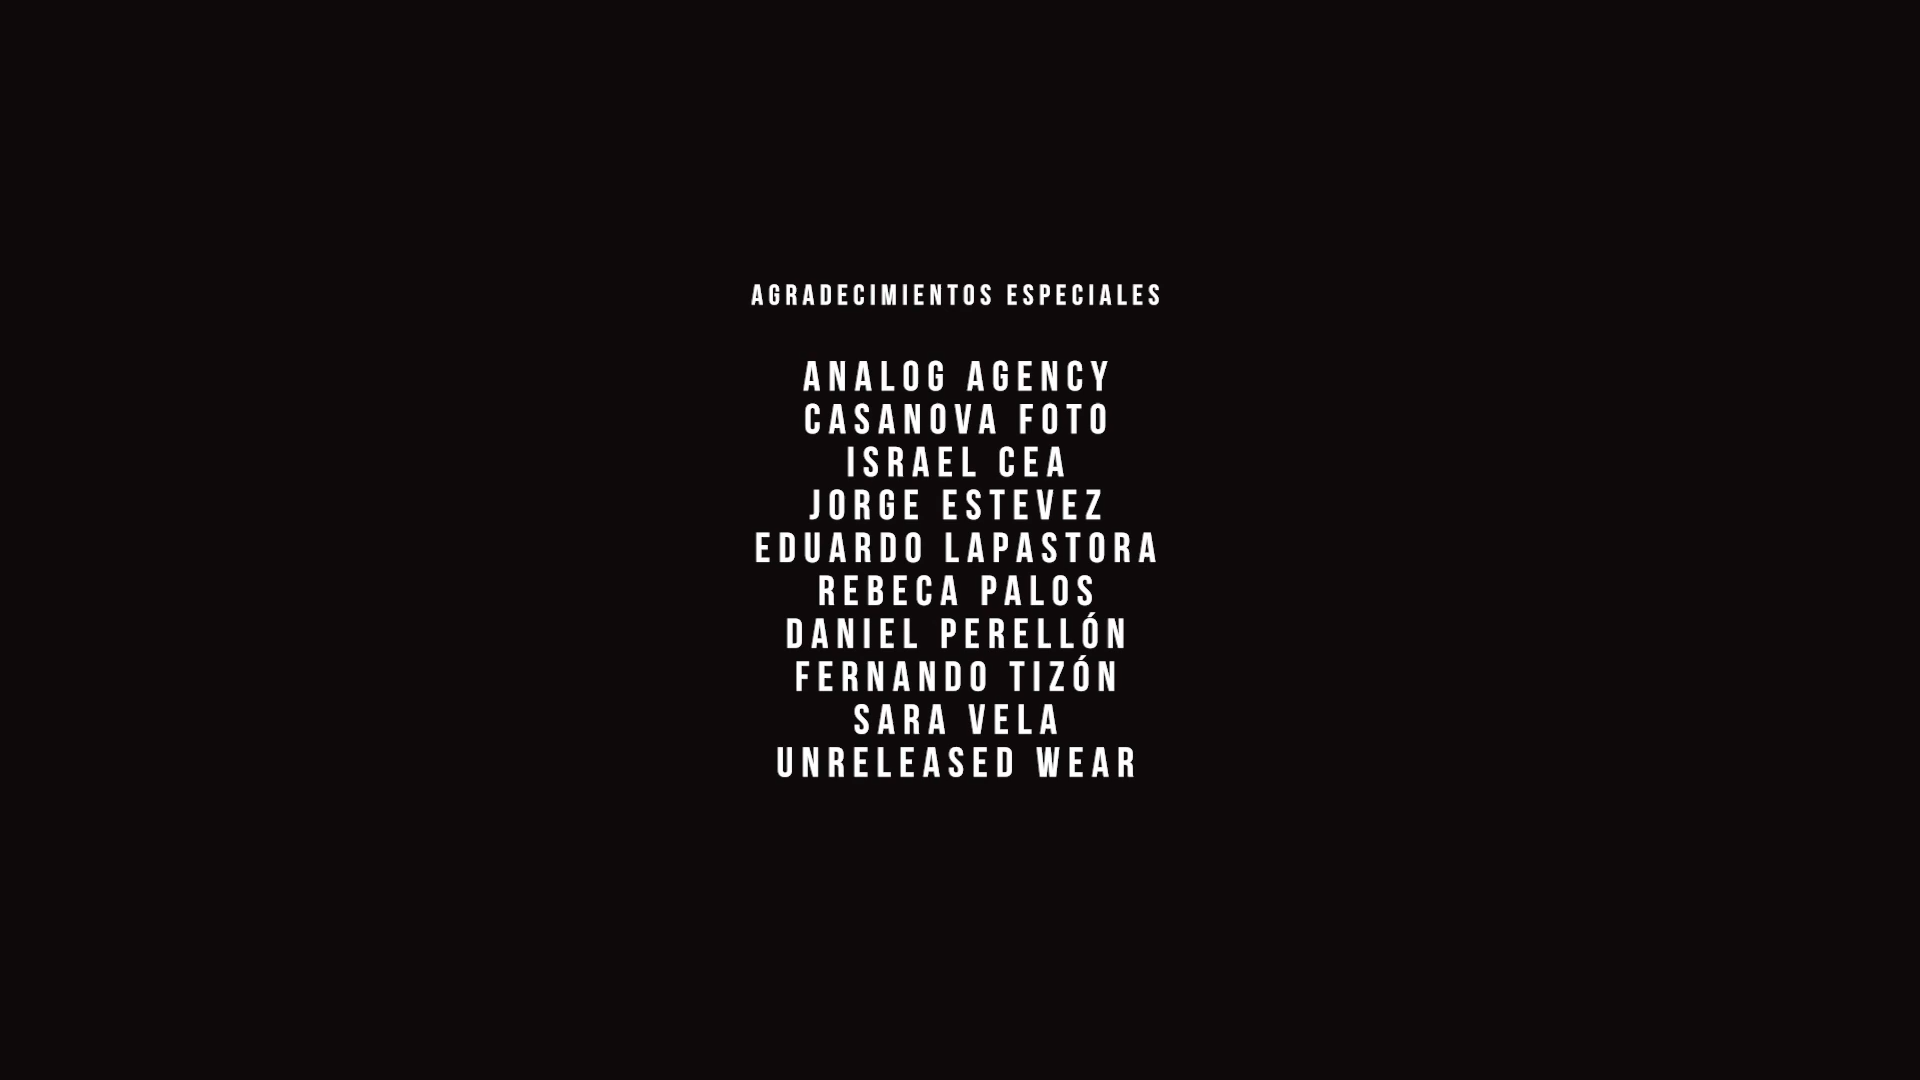 AGRADECIMIENTOS ESPECIALES
ANALOG AGENCY
CASANOVA FOTO
ISRAEL CEA
JORGE ESTEVEZ
EDUARDO LAPASTORA
REBECA PALOS
DANIEL PERELLÓN
FERNANDO TIZÓN
SARA VELA
UNRELEASED WEAR